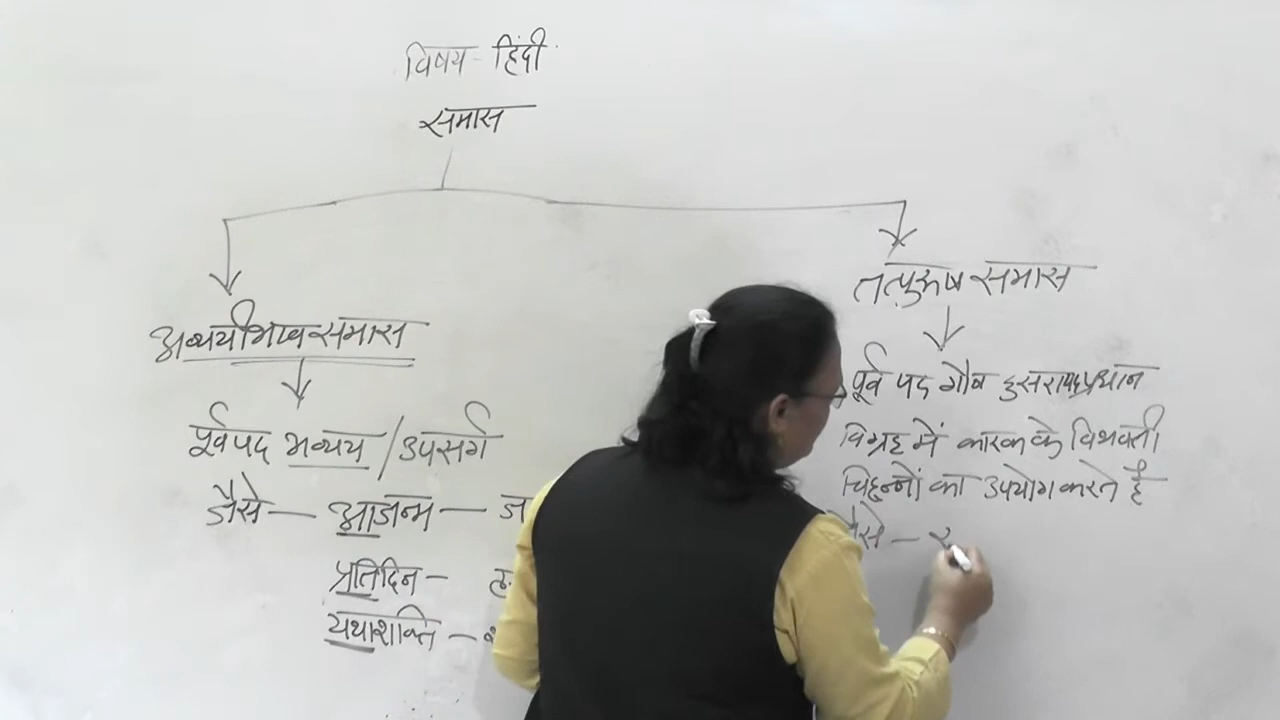 विषय - हिंदी
समास
अव्ययीभाव समास
पूर्वपद अव्यय / उपसर्ग
जैसे — आजन्म —
प्रतिदिन —
यथाशक्ति —
तत्पुरूष समास
पूर्व पद गौव दुसरा पद प्रधान
विग्रह में कारक के विभक्ती
चिहन्नों का उपयोग करते है
जैसे —